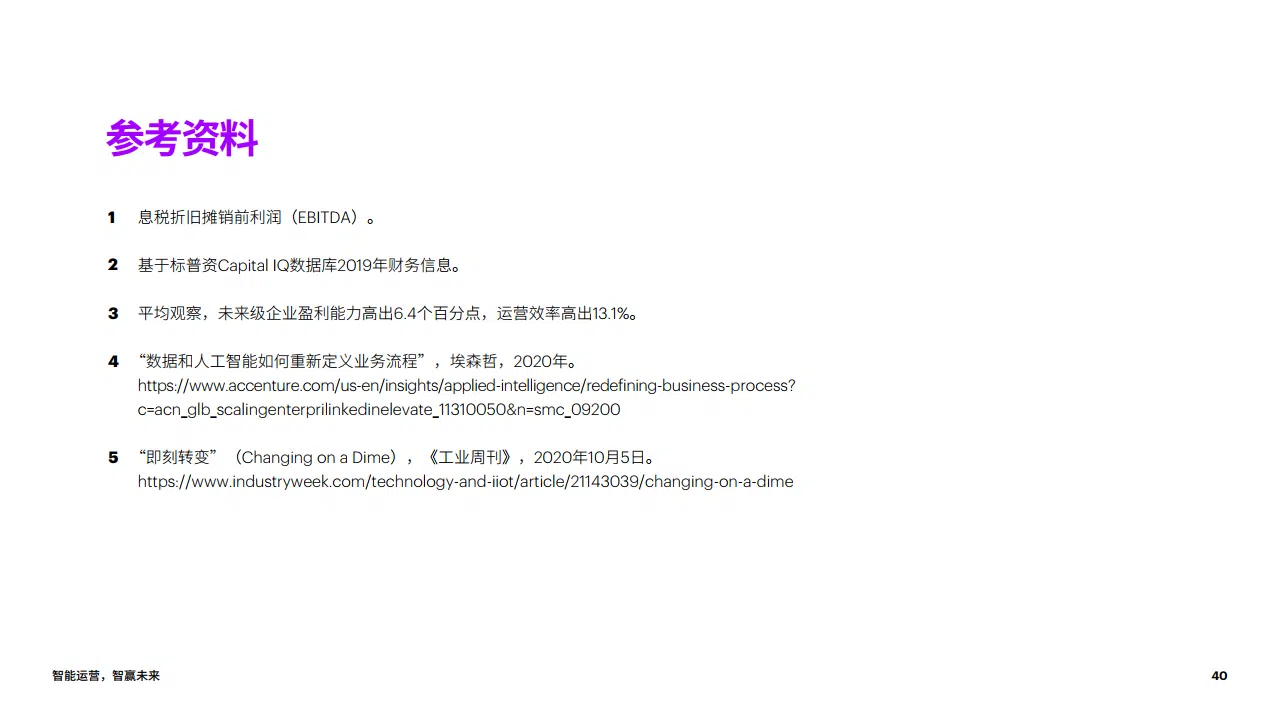 参考资料
1 息税折旧摊销前利润（EBITDA）。
2 基于标普资Capital IQ数据库2019年财务信息。
3 平均观察，未来级企业盈利能力高出6.4个百分点，运营效率高出13.1%。
4 “数据和人工智能如何重新定义业务流程”，埃森哲，2020年。
https://www.accenture.com/us-en/insights/applied-intelligence/redefining-business-process?
c=acn_glb_scalingenterprilinkedinelevate_11310050&n=smc_09200
5 “即刻转变”（Changing on a Dime），《工业周刊》，2020年10月5日。
https://www.industryweek.com/technology-and-iiot/article/21143039/changing-on-a-dime
智能运营，智赢未来
40